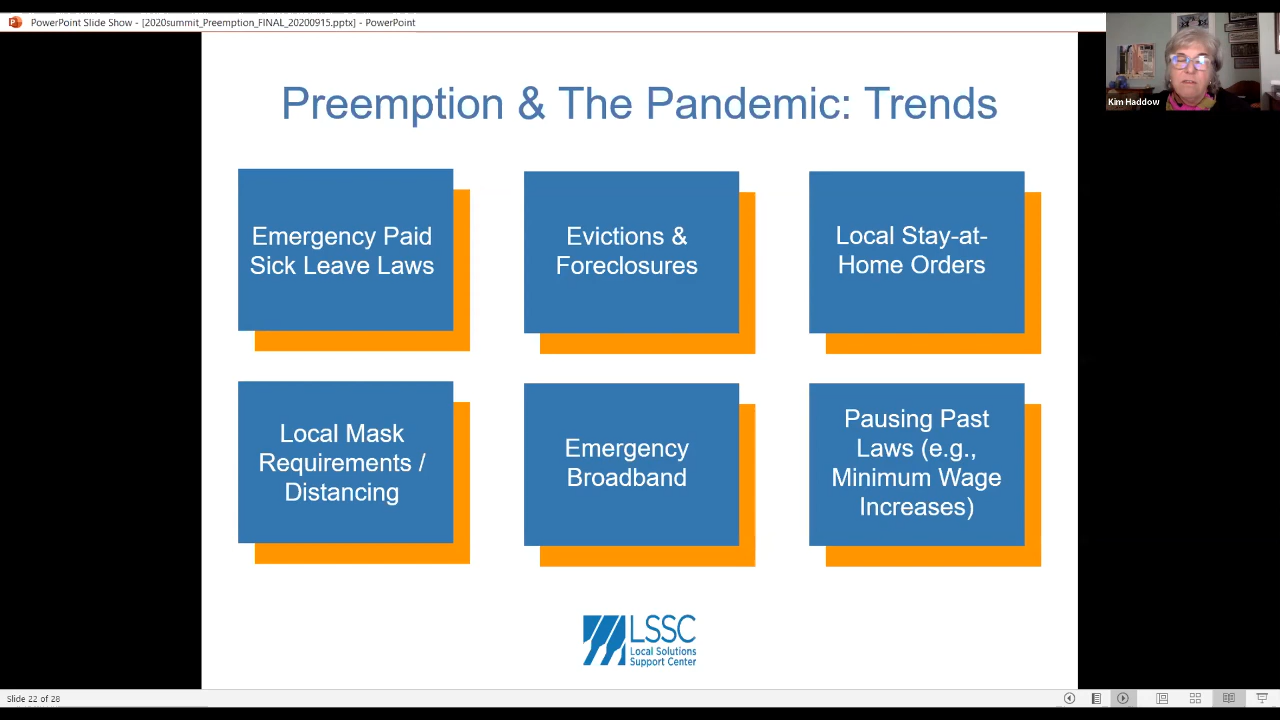 PowerPoint Slide Show - [2020summit_Preemption_FINAL_20200915.pptx] - PowerPoint
Kim Haddow
Preemption & The Pandemic: Trends
Emergency Paid
Sick Leave Laws
Evictions &
Foreclosures
Local Stay-at-
Home Orders
Local Mask
Requirements /
Distancing
Emergency
Broadband
Pausing Past
Laws (e.g.,
Minimum Wage
Increases)
LSSC
Local Solutions
Support Center
Slide 22 of 28